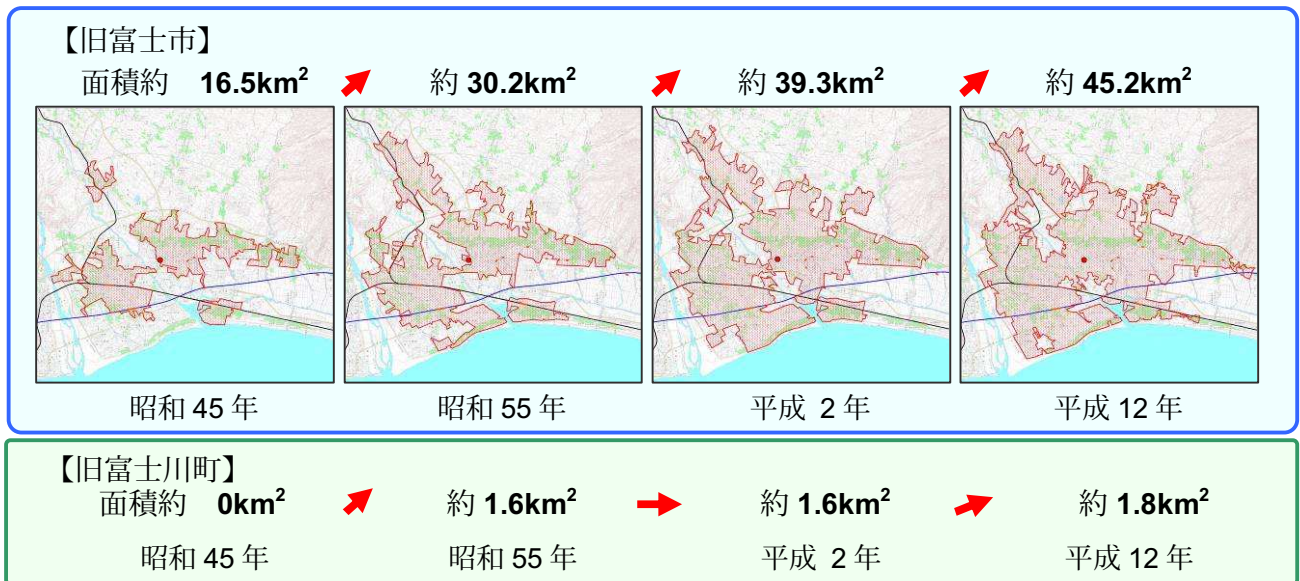 【旧富士市】
面積約 16.5km² 約 30.2km² 約 39.3km² 約 45.2km²
昭和 45 年 昭和 55 年 平成 2 年 平成 12 年
【旧富士川町】
面積約 0km² 約 1.6km² 約 1.6km² 約 1.8km²
昭和 45 年 昭和 55 年 平成 2 年 平成 12 年